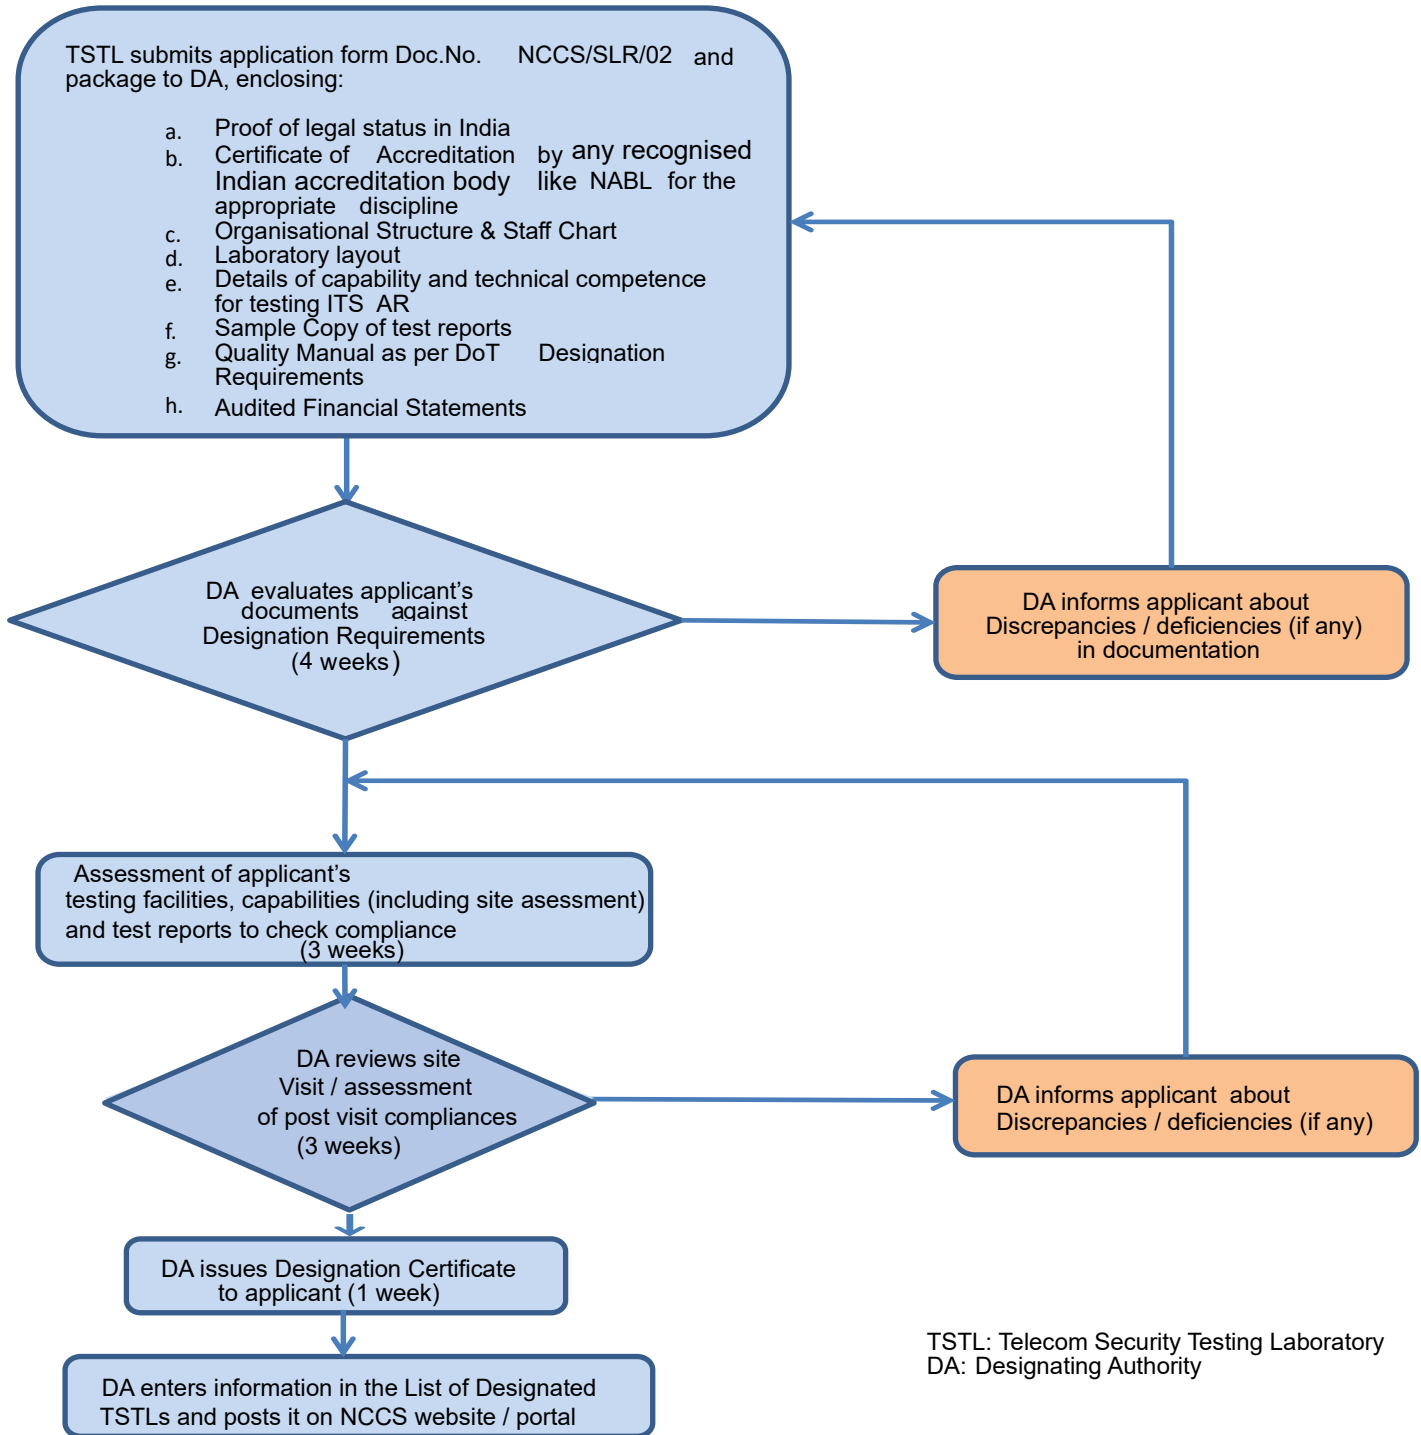 TSTL submits application form Doc.No. NCCS/SLR/02 and
package to DA, enclosing:
a. Proof of legal status in India
b. Certificate of Accreditation by any recognised
Indian accreditation body like NABL for the
appropriate discipline
c. Organisational Structure & Staff Chart
d. Laboratory layout
e. Details of capability and technical competence
for testing ITS AR
f. Sample Copy of test reports
g. Quality Manual as per DoT Designation
Requirements
h. Audited Financial Statements
DA evaluates applicant’s
documents against
Designation Requirements
(4 weeks)
DA informs applicant about
Discrepancies / deficiencies (if any)
in documentation
Assessment of applicant’s
testing facilities, capabilities (including site asessment)
and test reports to check compliance
(3 weeks)
DA reviews site
Visit / assessment
of post visit compliances
(3 weeks)
DA informs applicant about
Discrepancies / deficiencies (if any)
DA issues Designation Certificate
to applicant (1 week)
DA enters information in the List of Designated
TSTLs and posts it on NCCS website / portal
TSTL: Telecom Security Testing Laboratory
DA: Designating Authority